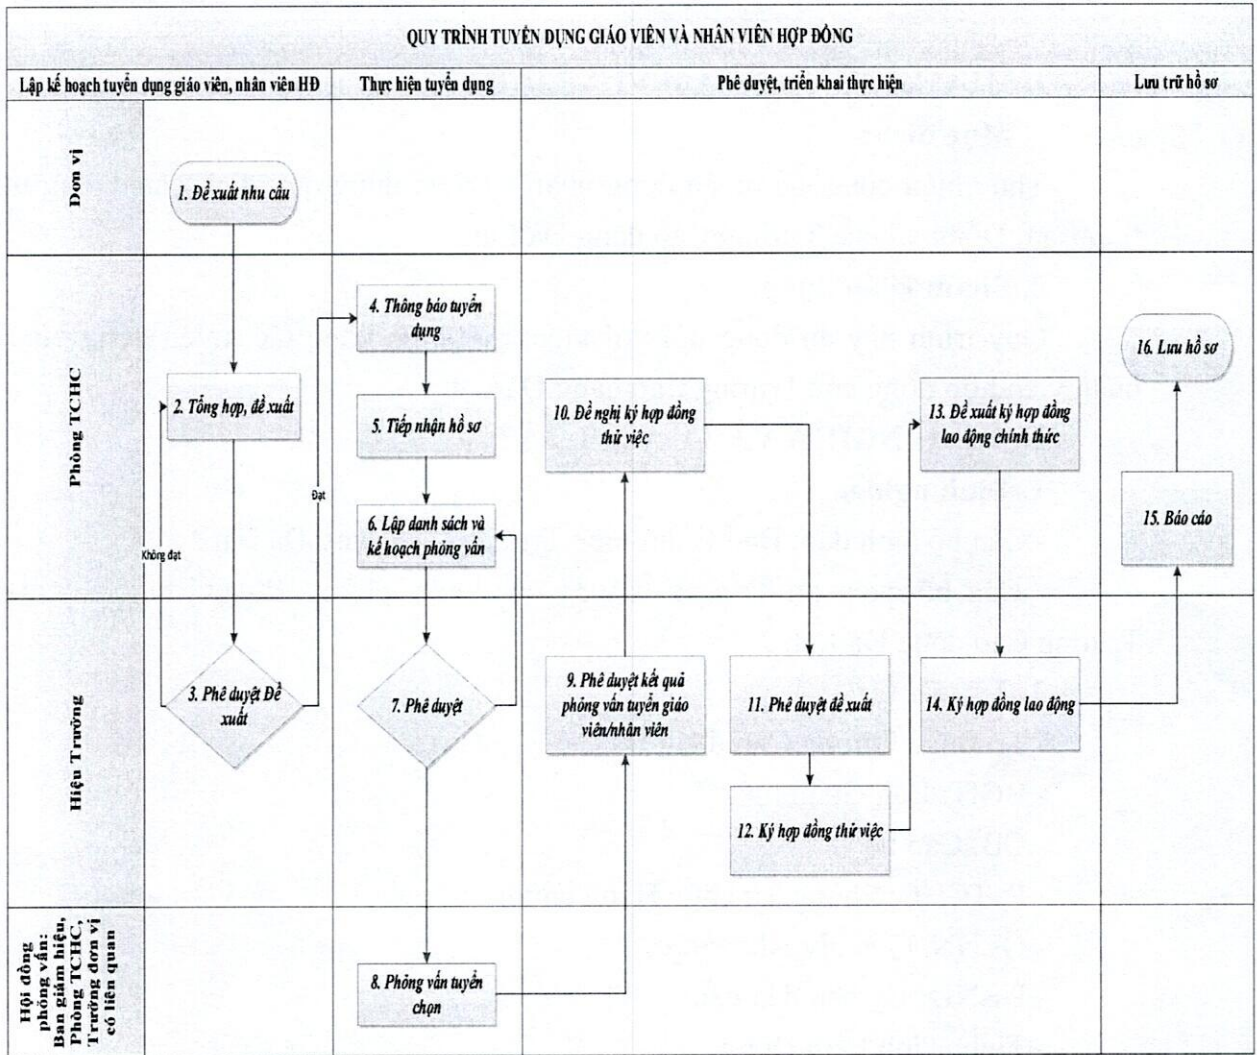 QUY TRÌNH TUYỂN DỤNG GIÁO VIÊN VÀ NHÂN VIÊN HỢP ĐỒNG
Lập kế hoạch tuyển dụng giáo viên, nhân viên HĐ
Thực hiện tuyển dụng
Phê duyệt, triển khai thực hiện
Lưu trữ hồ sơ
Đơn vị
1. Đề xuất nhu cầu
Phòng TCHC
2. Tổng hợp, đề xuất
4. Thông báo tuyển
dụng
5. Tiếp nhận hồ sơ
6. Lập danh sách và
kế hoạch phỏng vấn
10. Đề nghị ký hợp đồng
thử việc
13. Đề xuất ký hợp đồng
lao động chính thức
16. Lưu hồ sơ
15. Báo cáo
Đạt
Không đạt
Hiệu Trưởng
3. Phê duyệt Đề
xuất
7. Phê duyệt
9. Phê duyệt kết quả
phỏng vấn tuyển giáo
viên/nhân viên
11. Phê duyệt đề xuất
12. Ký hợp đồng thử việc
14. Ký hợp đồng lao động
Hội đồng
phỏng vấn:
Ban giám hiệu,
Phòng TCHC,
Trưởng đơn vị
có liên quan
8. Phỏng vấn tuyển
chọn